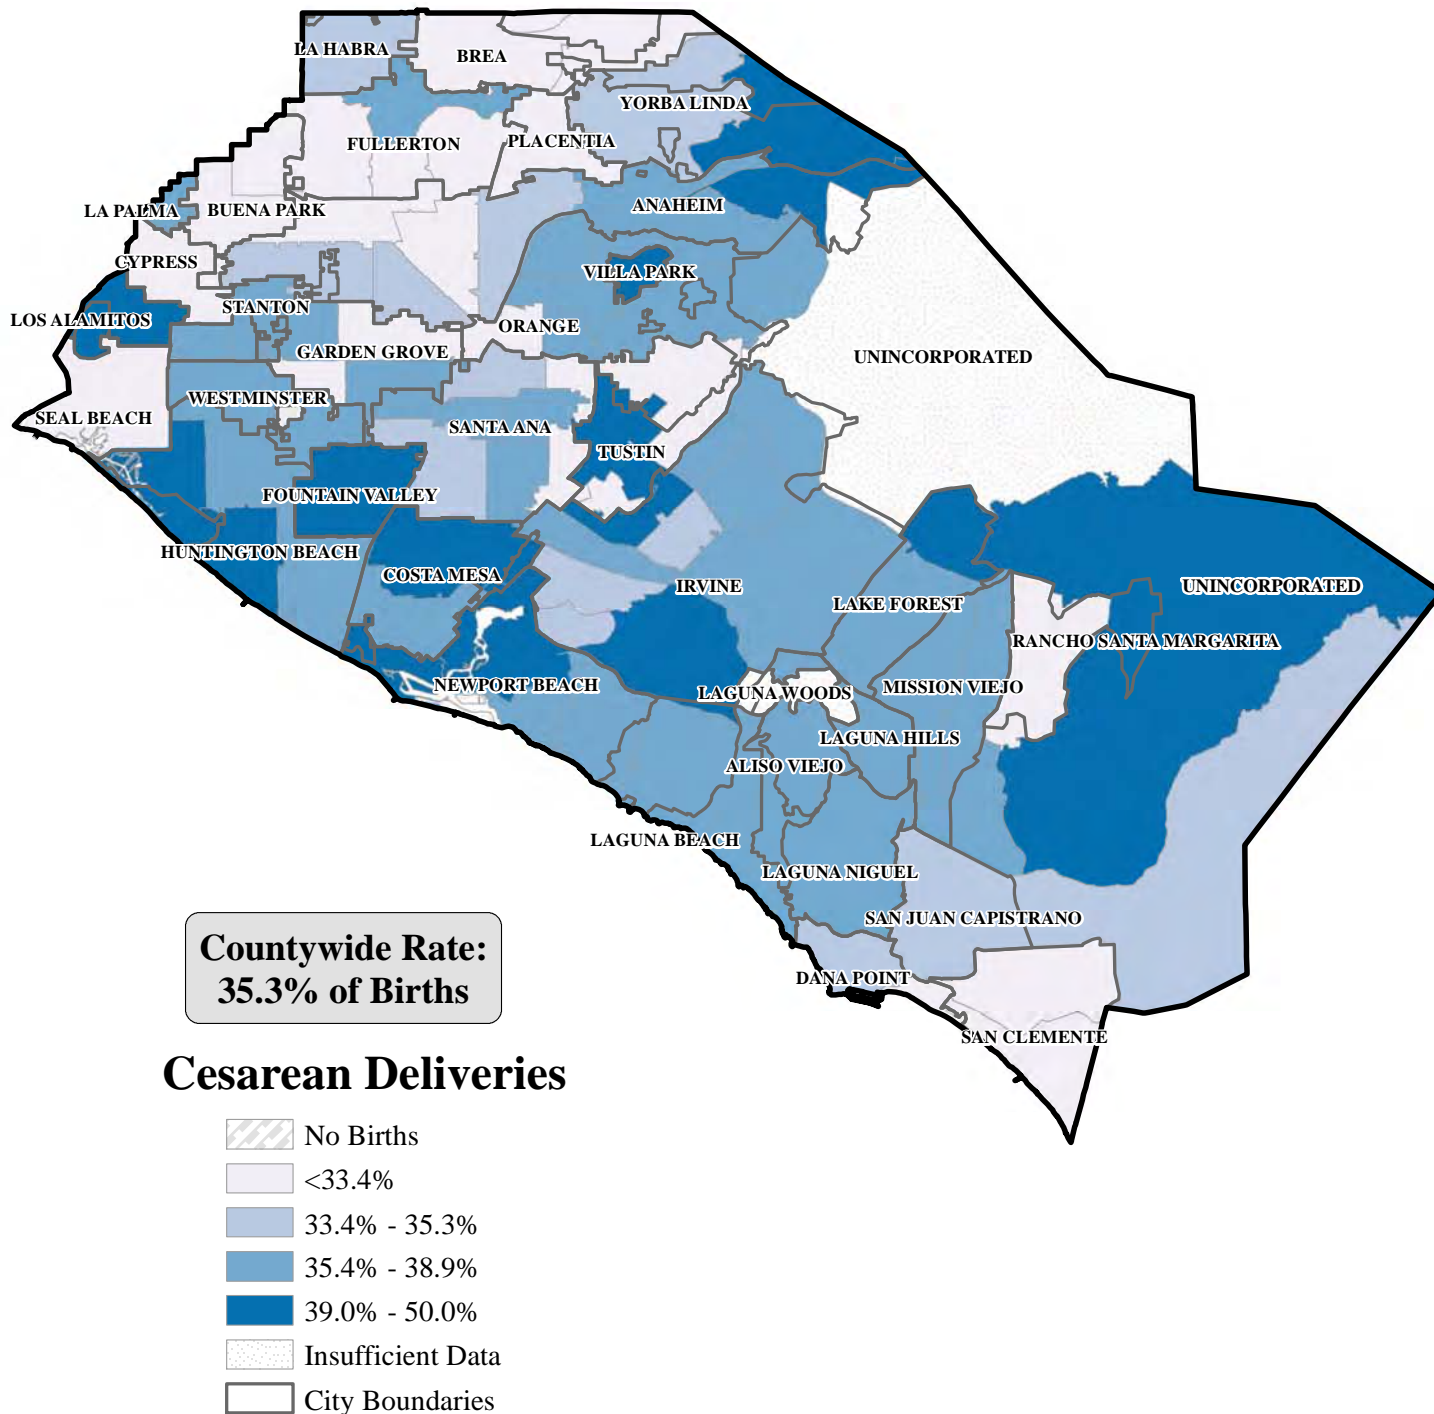 LA HABRA
BREA
YORBA LINDA
FULLERTON
PLACENTIA
LA PALMA
BUENA PARK
ANAHEIM
CYPRESS
VILLA PARK
STANTON
LOS ALAMITOS
ORANGE
GARDEN GROVE
UNINCORPORATED
WESTMINSTER
SEAL BEACH
SANTA ANA
TUSTIN
FOUNTAIN VALLEY
HUNTINGTON BEACH
COSTA MESA
IRVINE
UNINCORPORATED
LAKE FOREST
RANCHO SANTA MARGARITA
NEWPORT BEACH
LAGUNA WOODS
MISSION VIEJO
LAGUNA HILLS
ALISO VIEJO
LAGUNA BEACH
LAGUNA NIGUEL
SAN JUAN CAPISTRANO
DANA POINT
SAN CLEMENTE
Countywide Rate:
35.3% of Births
Cesarean Deliveries
No Births
<33.4%
33.4% - 35.3%
35.4% - 38.9%
39.0% - 50.0%
Insufficient Data
City Boundaries